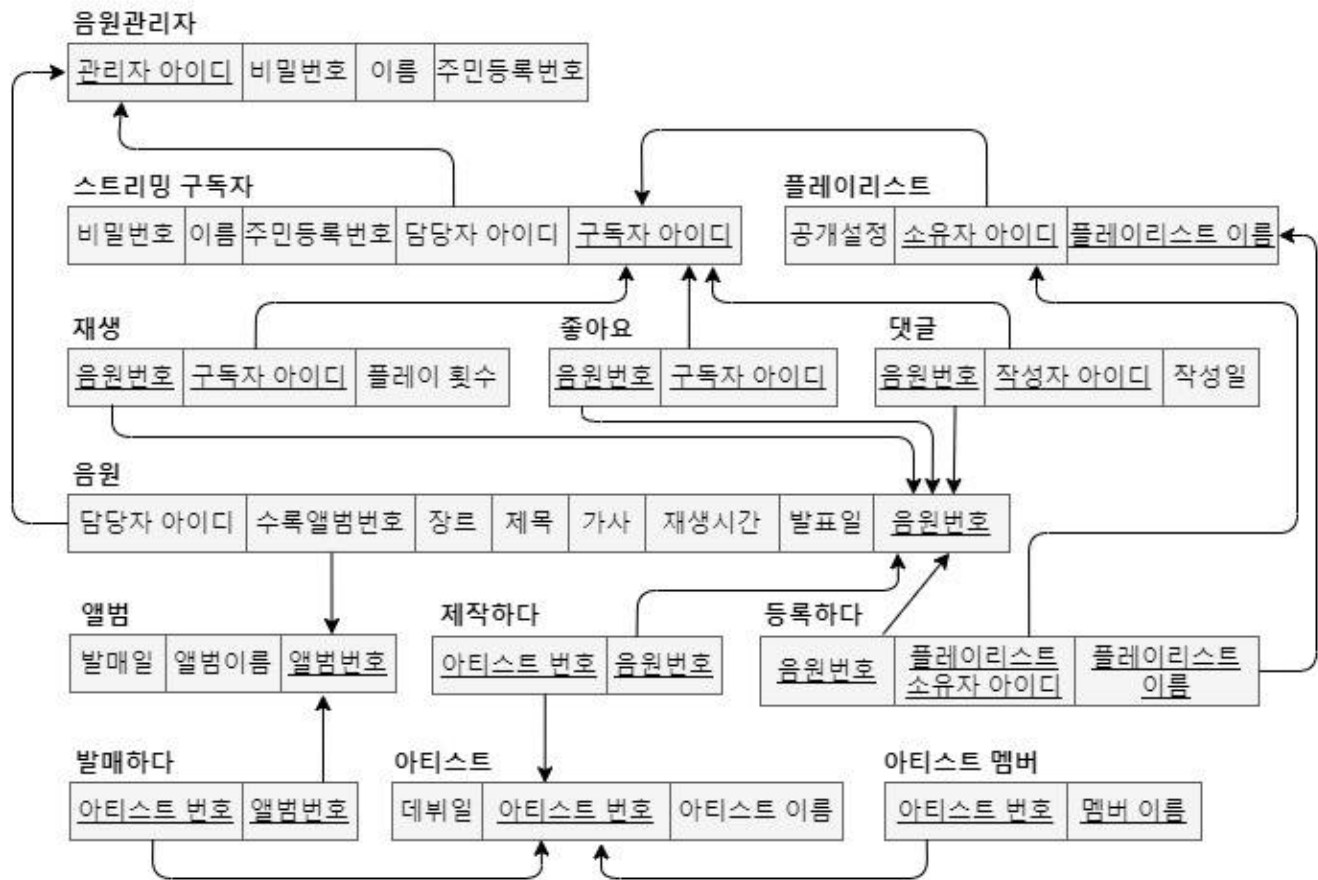 음원관리자
관리자 아이디 비밀번호 이름 주민등록번호
스트리밍 구독자 플레이리스트
비밀번호 이름 주민등록번호 담당자 아이디 구독자 아이디 공개설정 소유자 아이디 플레이리스트 이름
재생 좋아요 댓글
음원번호 구독자 아이디 플레이 횟수 음원번호 구독자 아이디 음원번호 작성자 아이디 작성일
음원
담당자 아이디 수록앨범번호 장르 제목 가사 재생시간 발표일 음원번호
앨범 제작하다 등록하다
발매일 앨범이름 앨범번호 아티스트 번호 음원번호 음원번호 플레이리스트 소유자 아이디 플레이리스트 이름
발매하다 아티스트 아티스트 멤버
아티스트 번호 앨범번호 데뷔일 아티스트 번호 아티스트 이름 아티스트 번호 멤버 이름